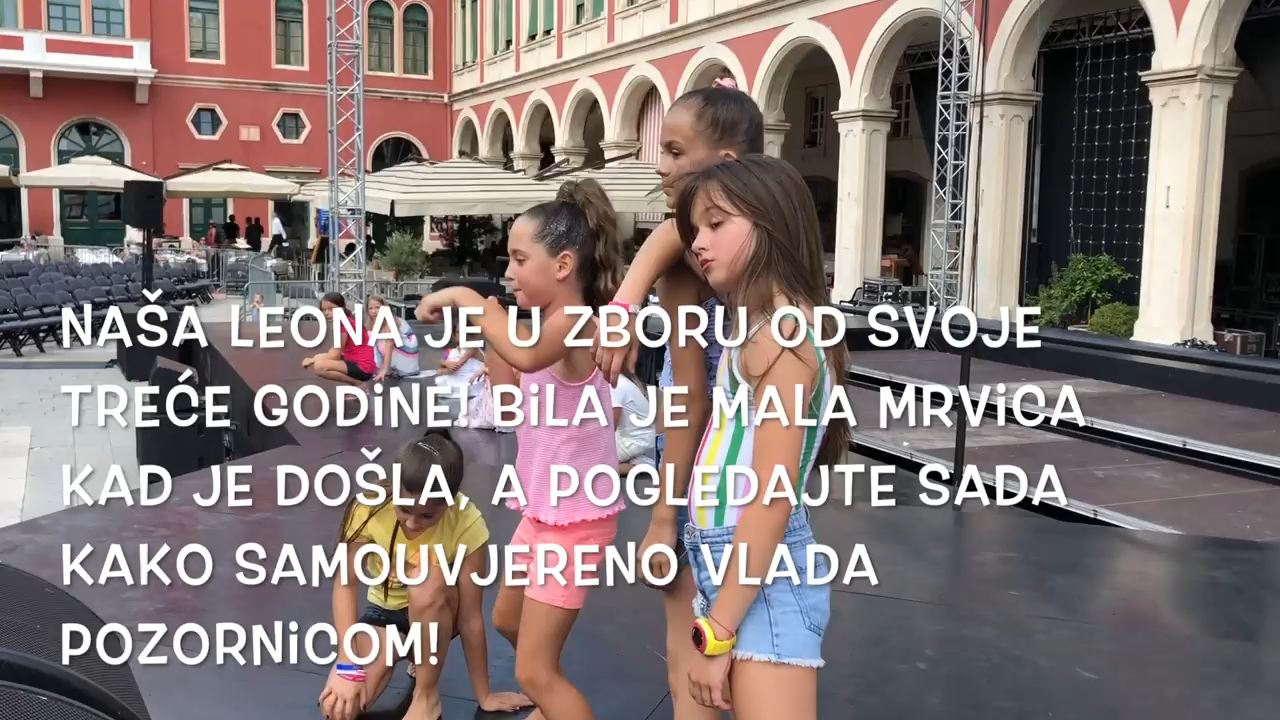 NAŠA LEONA JE U ZBORU OD SVOJE
TREĆE GODINE! BILA JE MALA MRVICA
KAD JE DOŠLA, A POGLEDAJTE SADA
KAKO SAMOUVJERENO VLADA
POZORNICOM!